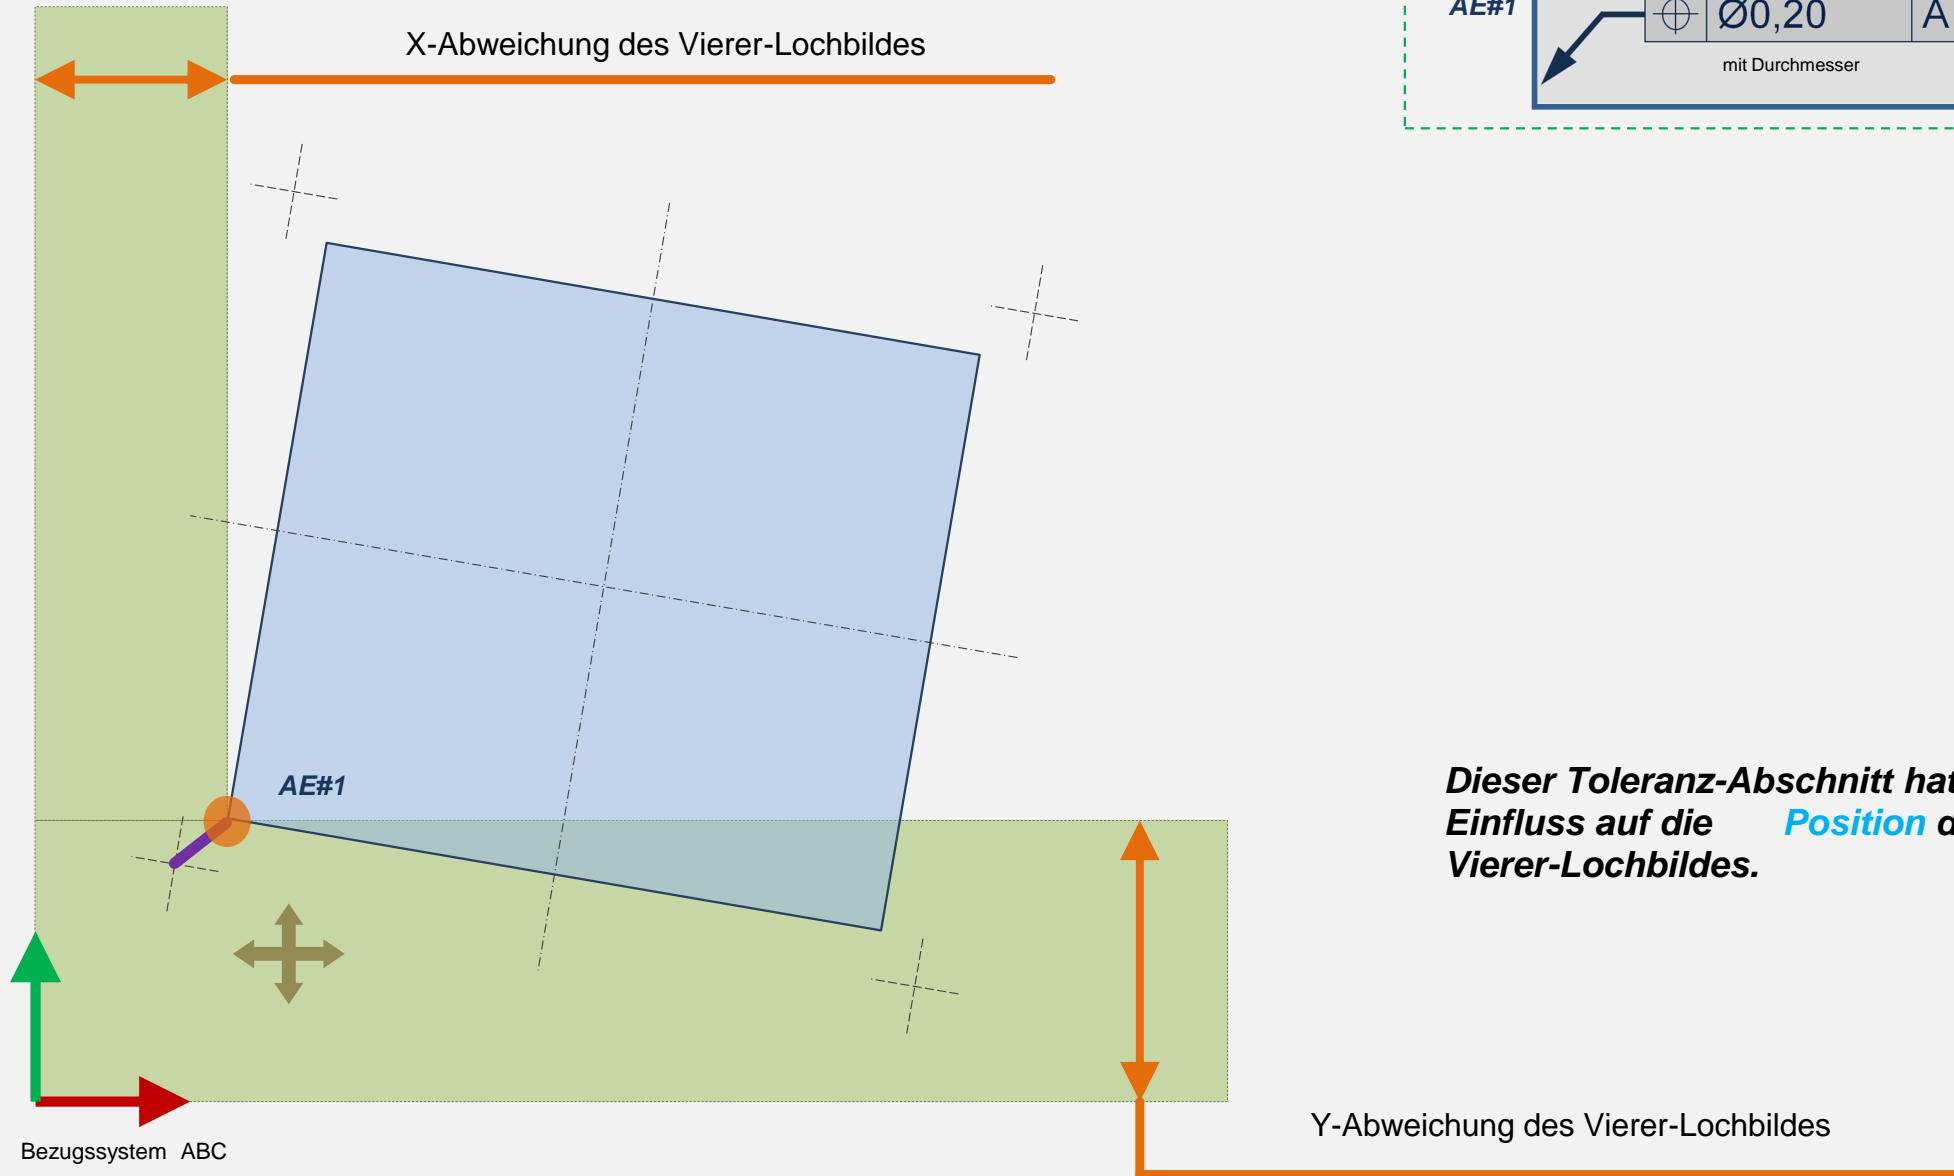 X-Abweichung des Vierer-Lochbildes
AE#1
Ø0,20 A
mit Durchmesser
AE#1
Dieser Toleranz-Abschnitt hat
Einfluss auf die Position d
Vierer-Lochbildes.
Y-Abweichung des Vierer-Lochbildes
Bezugssystem ABC